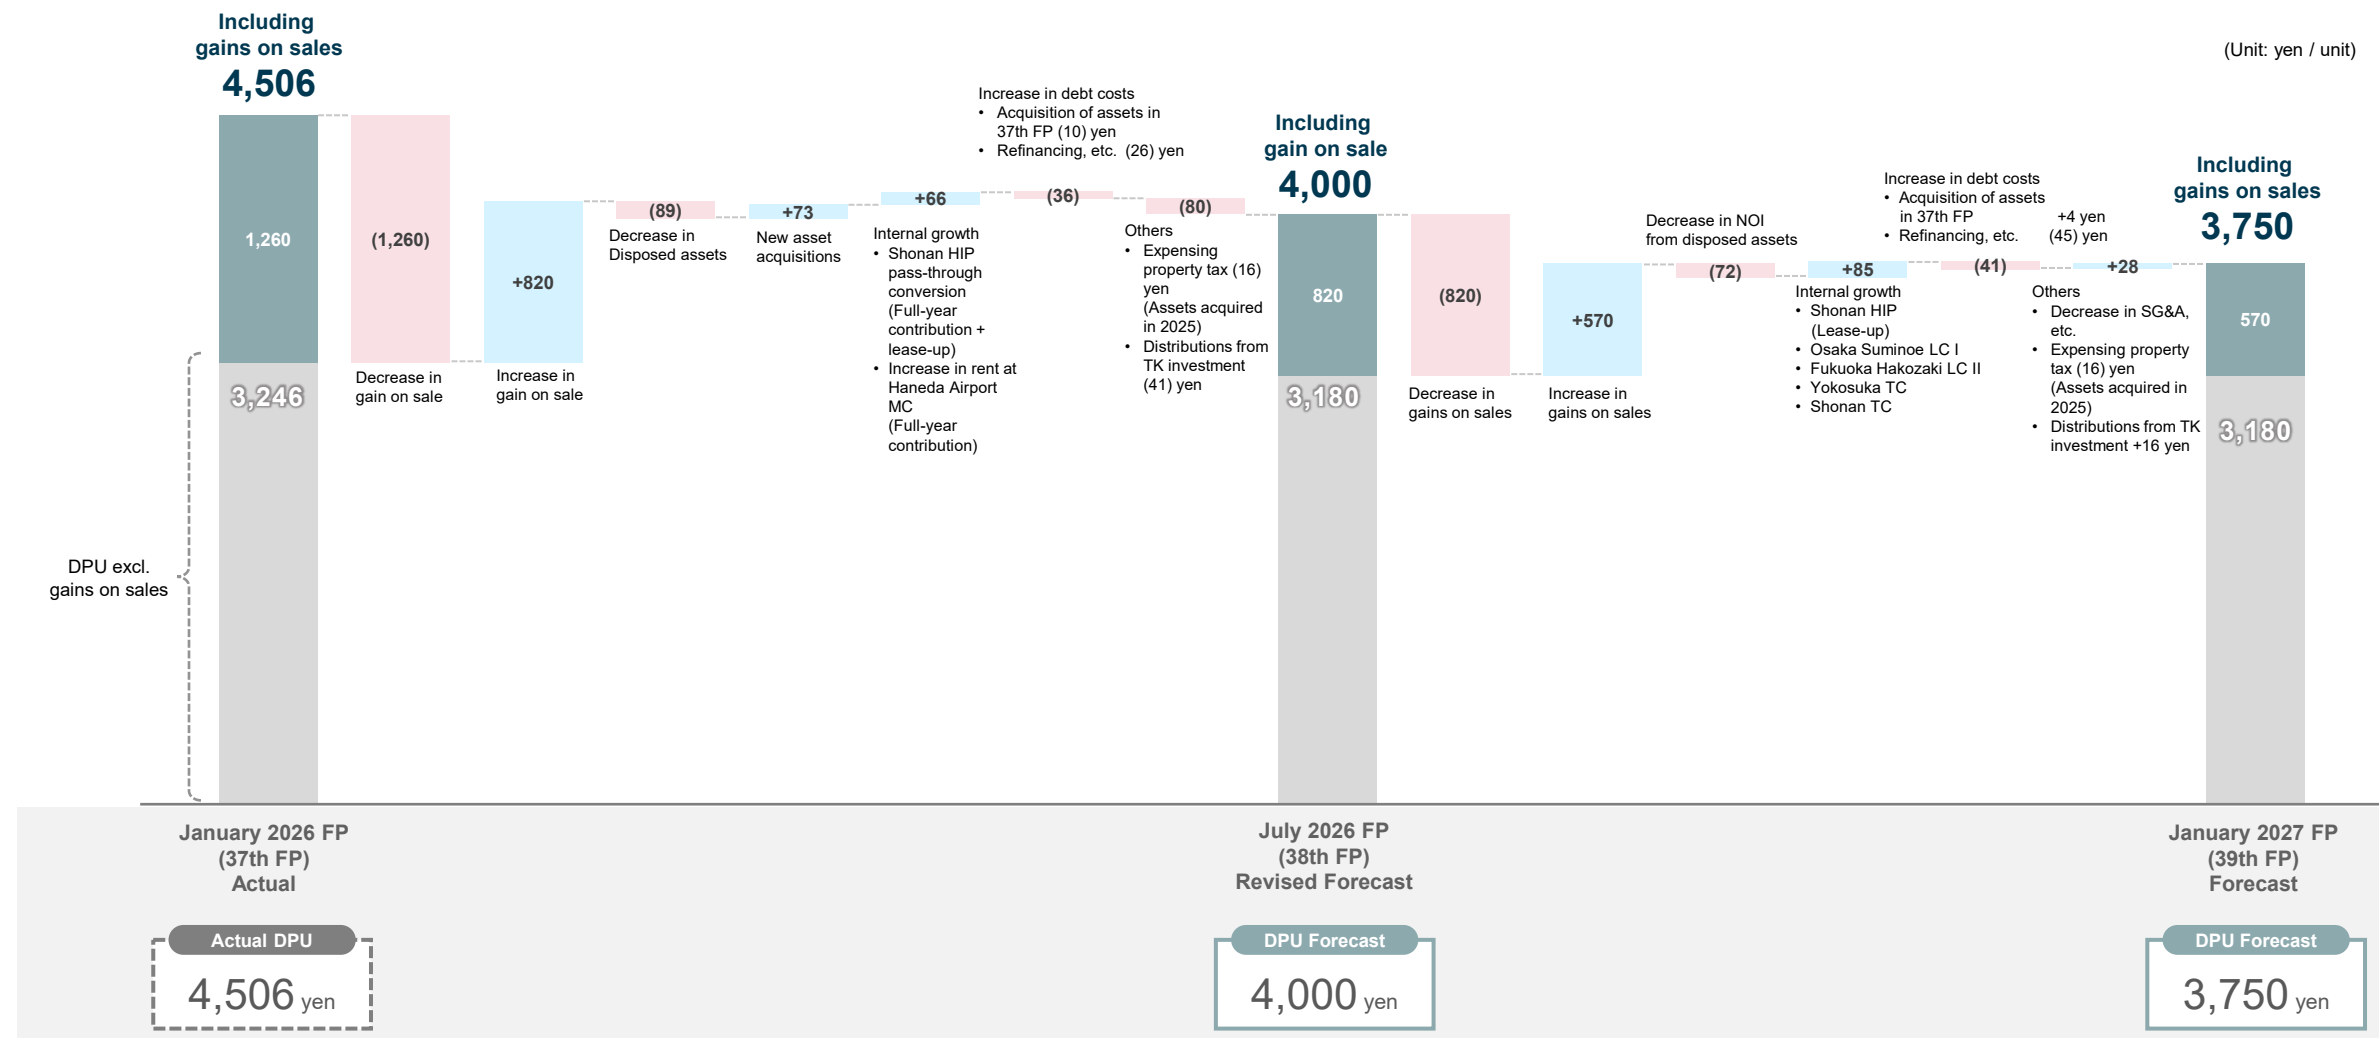 Including
gains on sales
4,506
(Unit: yen / unit)
1,260
3,246
DPU excl.
gains on sales
(1,260)
Decrease in
gain on sale
+820
Increase in
gain on sale
(89)
Decrease in
Disposed assets
+73
New asset
acquisitions
+66
Internal growth
• Shonan HIP
pass-through
conversion
(Full-year
contribution +
lease-up)
• Increase in rent at
Haneda Airport
MC
(Full-year
contribution)
Increase in debt costs
• Acquisition of assets in
37th FP (10) yen
• Refinancing, etc. (26) yen
(36)
(80)
Others
• Expensing
property tax (16)
yen
(Assets acquired
in 2025)
• Distributions from
TK investment
(41) yen
Including
gain on sale
4,000
820
3,180
(820)
Decrease in
gains on sales
+570
Increase in
gains on sales
Decrease in NOI
from disposed assets
(72)
+85
Internal growth
• Shonan HIP
(Lease-up)
• Osaka Suminoe LC I
• Fukuoka Hakozaki LC II
• Yokosuka TC
• Shonan TC
Increase in debt costs
• Acquisition of assets
in 37th FP +4 yen
• Refinancing, etc. (45) yen
(41)
+28
Others
• Decrease in SG&A,
etc.
• Expensing property
tax (16) yen
(Assets acquired in
2025)
• Distributions from TK
investment +16 yen
Including
gains on sales
3,750
570
3,180
January 2026 FP
(37th FP)
Actual
Actual DPU
4,506 yen
July 2026 FP
(38th FP)
Revised Forecast
DPU Forecast
4,000 yen
January 2027 FP
(39th FP)
Forecast
DPU Forecast
3,750 yen